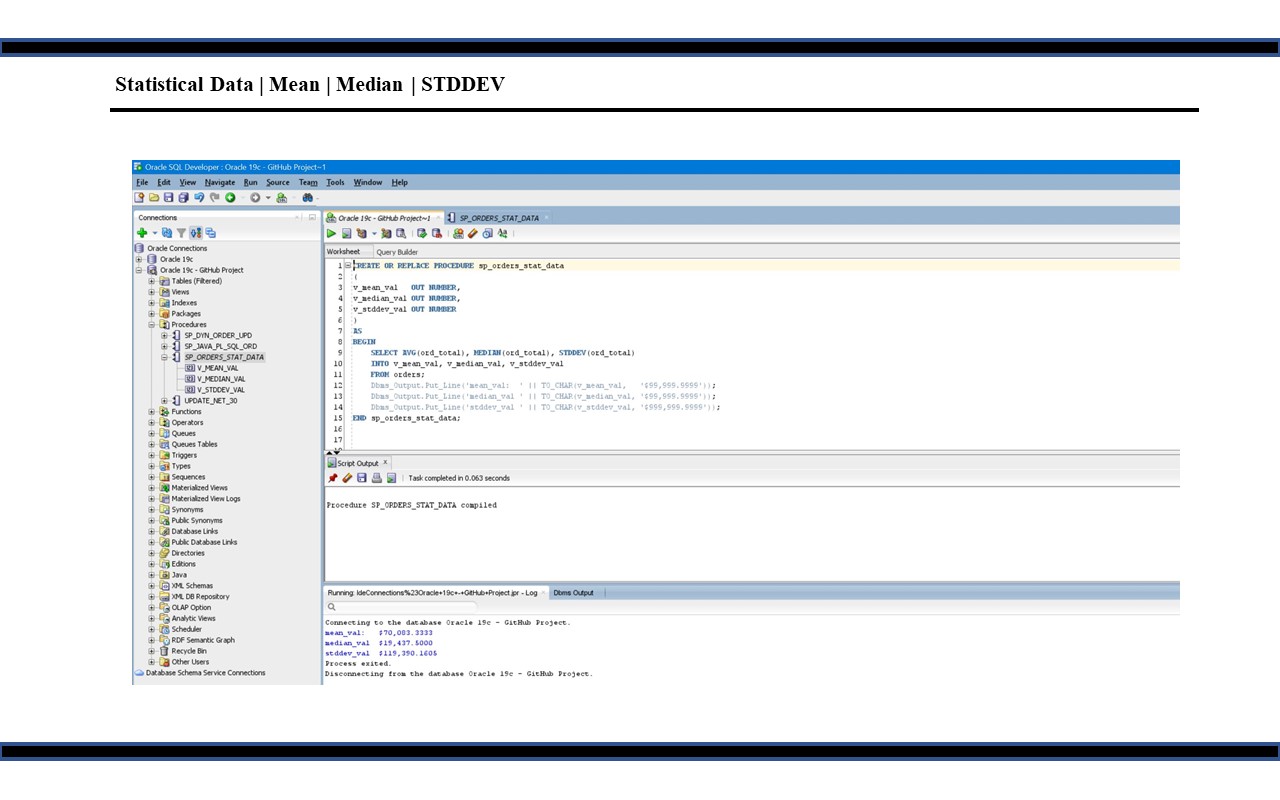 Statistical Data | Mean | Median | STDDEV
Oracle SQL Developer : Oracle 19c - GitHub Project~1
File Edit View Navigate Run Source Team Tools Window Help
Connections
Oracle Connections
Oracle 19c
Oracle 19c - GitHub Project
Tables (Filtered)
Views
Indexes
Packages
Procedures
SP_DYN_ORDER_UPD
SP_JAVA_PL_SQL_ORD
SP_ORDERS_STAT_DATA
V_MEAN_VAL
V_MEDIAN_VAL
V_STDDEV_VAL
UPDATE_NET_30
Functions
Operators
Queues
Queues Tables
Triggers
Types
Sequences
Materialized Views
Materialized View Logs
Synonyms
Public Synonyms
Database Links
Public Database Links
Directories
Editions
Java
XML Schemas
XML DB Repository
OLAP Option
Analytic Views
Scheduler
RDF Semantic Graph
Recycle Bin
Other Users
Database Schema Service Connections
Oracle 19c - GitHub Project~1 SP_ORDERS_STAT_DATA
Worksheet Query Builder
1 CREATE OR REPLACE PROCEDURE sp_orders_stat_data
2 (
3 v_mean_val OUT NUMBER,
4 v_median_val OUT NUMBER,
5 v_stddev_val OUT NUMBER
6 )
7 AS
8 BEGIN
9 SELECT AVG(ord_total), MEDIAN(ord_total), STDDEV(ord_total)
10 INTO v_mean_val, v_median_val, v_stddev_val
11 FROM orders;
12 Dbms_Output.Put_Line('mean_val: ' || TO_CHAR(v_mean_val, '$99,999.9999'));
13 Dbms_Output.Put_Line('median_val ' || TO_CHAR(v_median_val, '$99,999.9999'));
14 Dbms_Output.Put_Line('stddev_val ' || TO_CHAR(v_stddev_val, '$999,999.9999'));
15 END sp_orders_stat_data;
16
17
Script Output x
Task completed in 0.063 seconds
Procedure SP_ORDERS_STAT_DATA compiled
Running: IdeConnections%23Oracle+19c+-+GitHub+Project.jpr - Log Dbms Output
Connecting to the database Oracle 19c - GitHub Project.
mean_val: $70,083.3333
median_val $19,437.5000
stddev_val $119,390.1605
Process exited.
Disconnecting from the database Oracle 19c - GitHub Project.